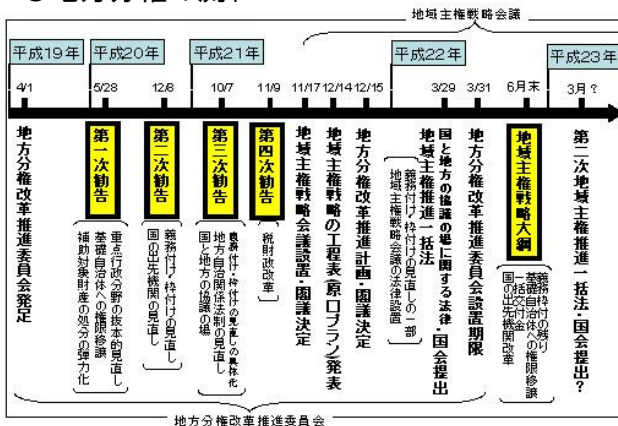 地域主権戦略会議
平成19年
平成20年
平成21年
平成22年
平成23年
4/1
5/28
12/8
10/7
11/9
11/17
12/14
12/15
3/29
3/31
6月末
3月?
地方分権改革推進委員会発足
第一次勧告
重点行政分野の抜本的見直し
基礎自治体への権限移譲
補助対象財産の処分の弾力化
第二次勧告
義務付け・枠付けの見直し
国の出先機関の見直し
第三次勧告
義務付け・枠付けの見直しの具体化
地方自治関係法制の見直し
国と地方の協議の場
第四次勧告
税財政改革
地域主権戦略会議設置・閣議決定
地域主権戦略の工程表(原口プラン)発表
地方分権改革推進計画・閣議決定
国と地方の協議の場に関する法律・国会提出
地域主権推進一括法
義務付け・枠付けの見直しの一部
地域主権戦略会議の法律設置
地方分権改革推進委員会設置期限
地域主権戦略大綱
義務枠付の残り
基礎自治体への権限移譲
一括交付金
国の出先機関改革
第二次地域主権推進一括法・国会提出?
地方分権改革推進委員会